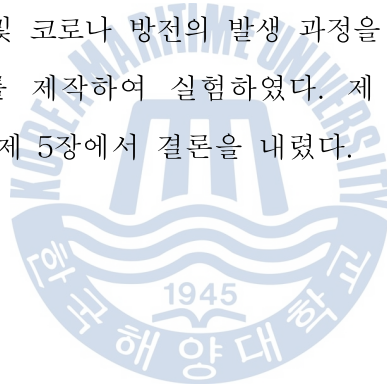 및 코로나 방전의 발생 과정을
를 제작하여 실험하였다. 제
제 5장에서 결론을 내렸다.
KOREA MARITIME UNIVERSITY
1945
한국해양대학교